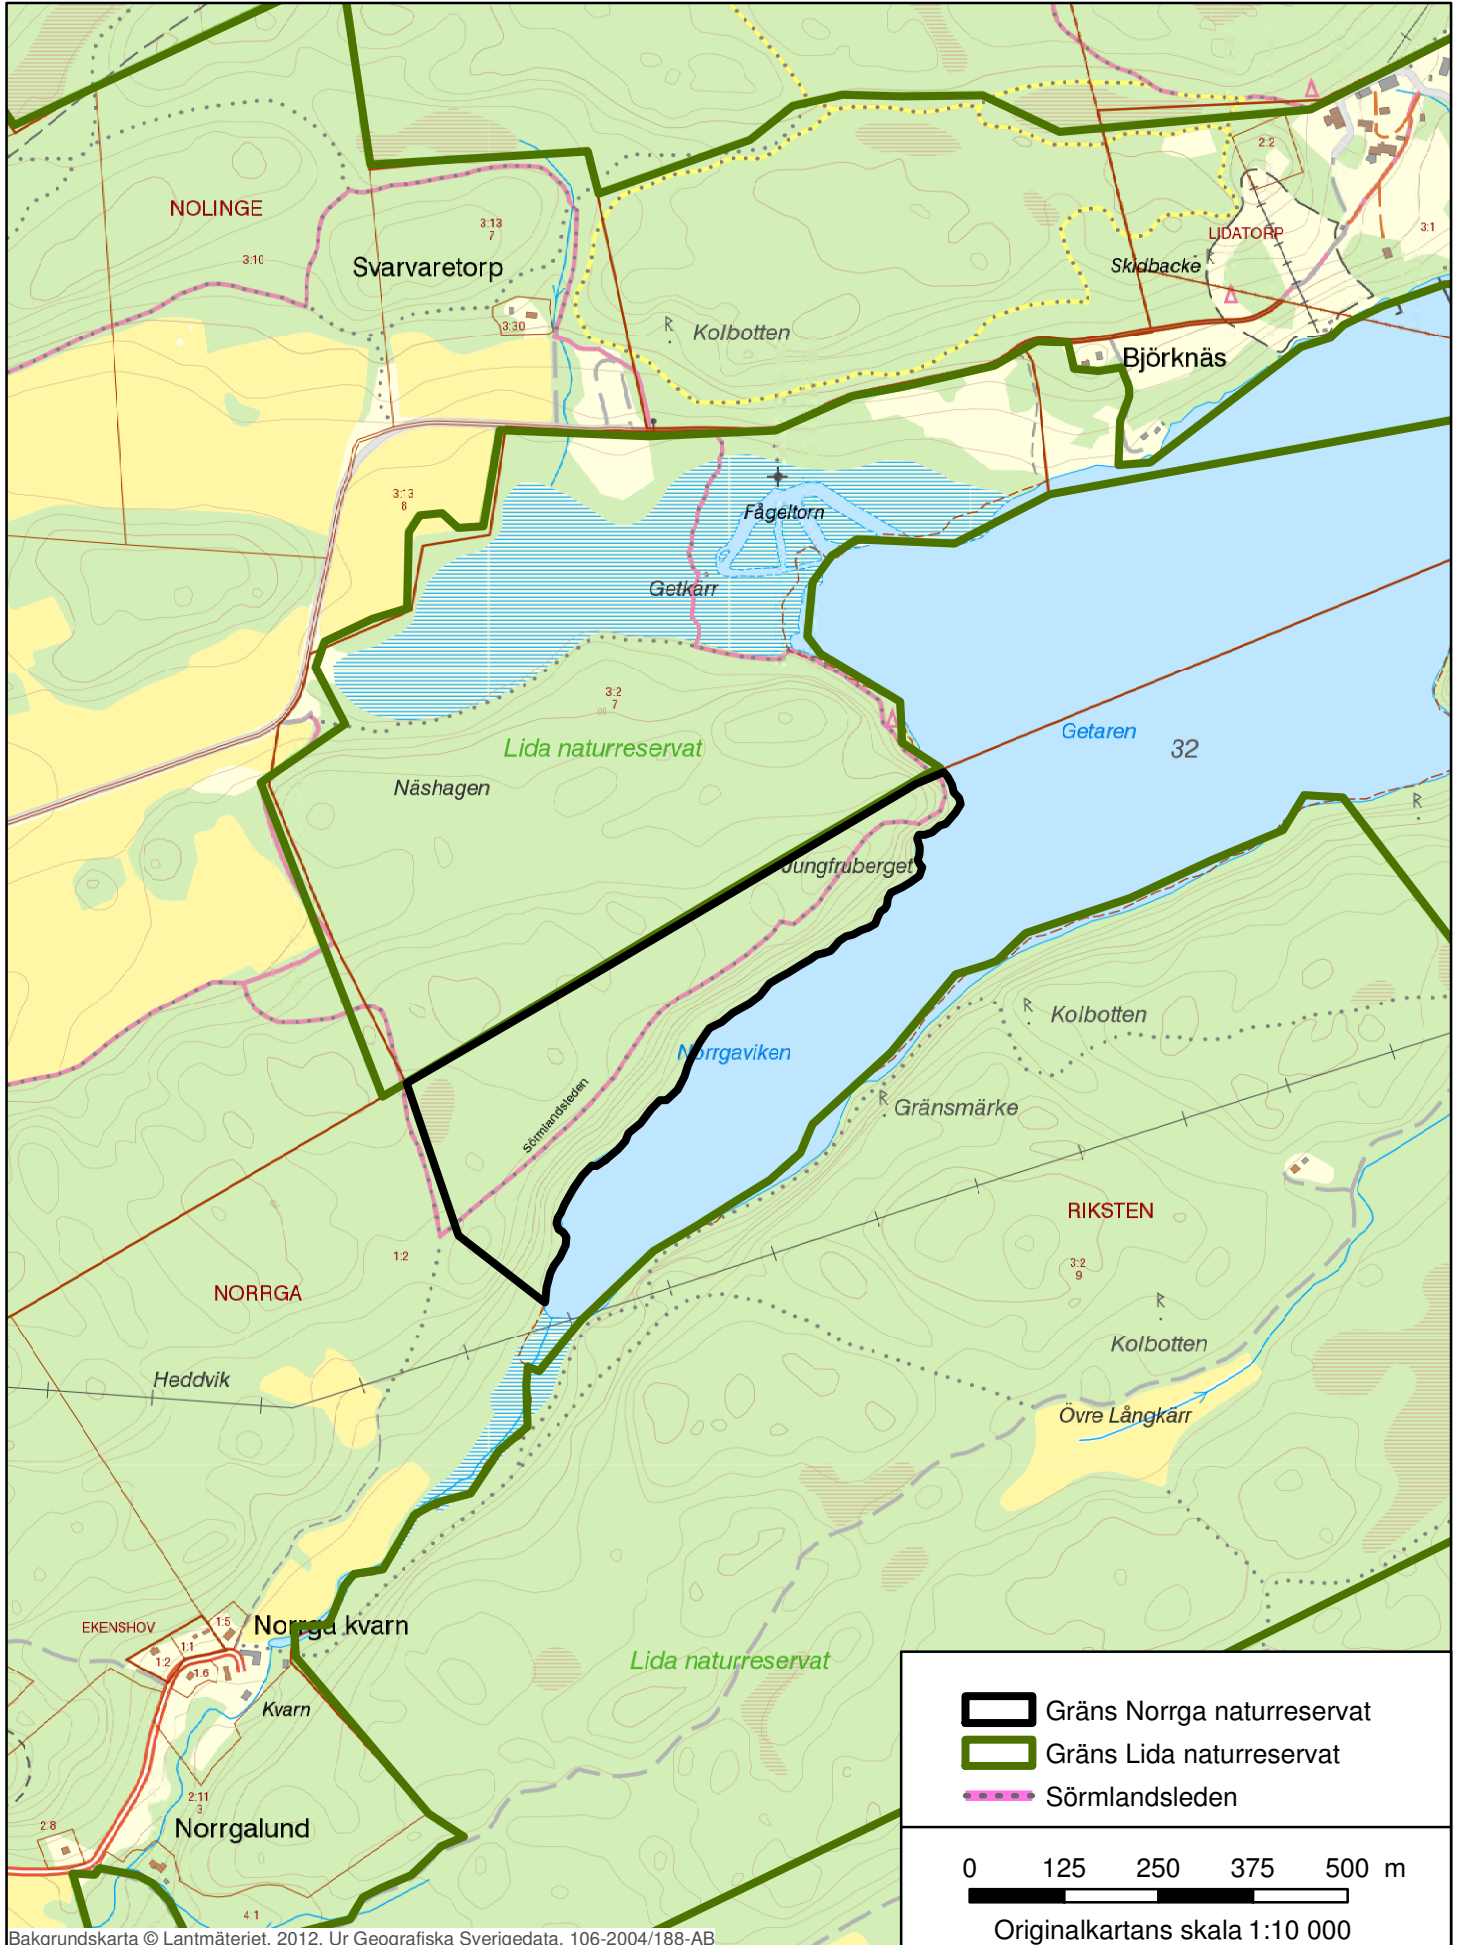 2:2
NOLINGE
3:13
7
3:1
LIDATORP
3:10
Svarvaretorp
Skidbacke
R
3:30
R
Kolbotten
Björknäs
3:13
8
Fågeltorn
Getkärr
3:2
7
Getaren
32
Lida naturreservat
Näshagen
R
Jungfruberget
R
Kolbotten
Norrgaviken
R
Gränsmärke
Sörmlandsleden
RIKSTEN
1:2
3:2
9
NORRGA
R
Kolbotten
Heddvik
Övre Långkärr
EKENSHOV
1:5
Norrga kvarn
1:1
1:2
1:6
Lida naturreservat
Kvarn
Gräns Norrga naturreservat
Gräns Lida naturreservat
Sörmlandsleden
2:11
3
2:8
Norrgalund
0 125 250 375 500 m
4:1
Originalkartans skala 1:10 000
Bakgrundskarta © Lantmäteriet, 2012. Ur Geografiska Sverigedata, 106-2004/188-AB